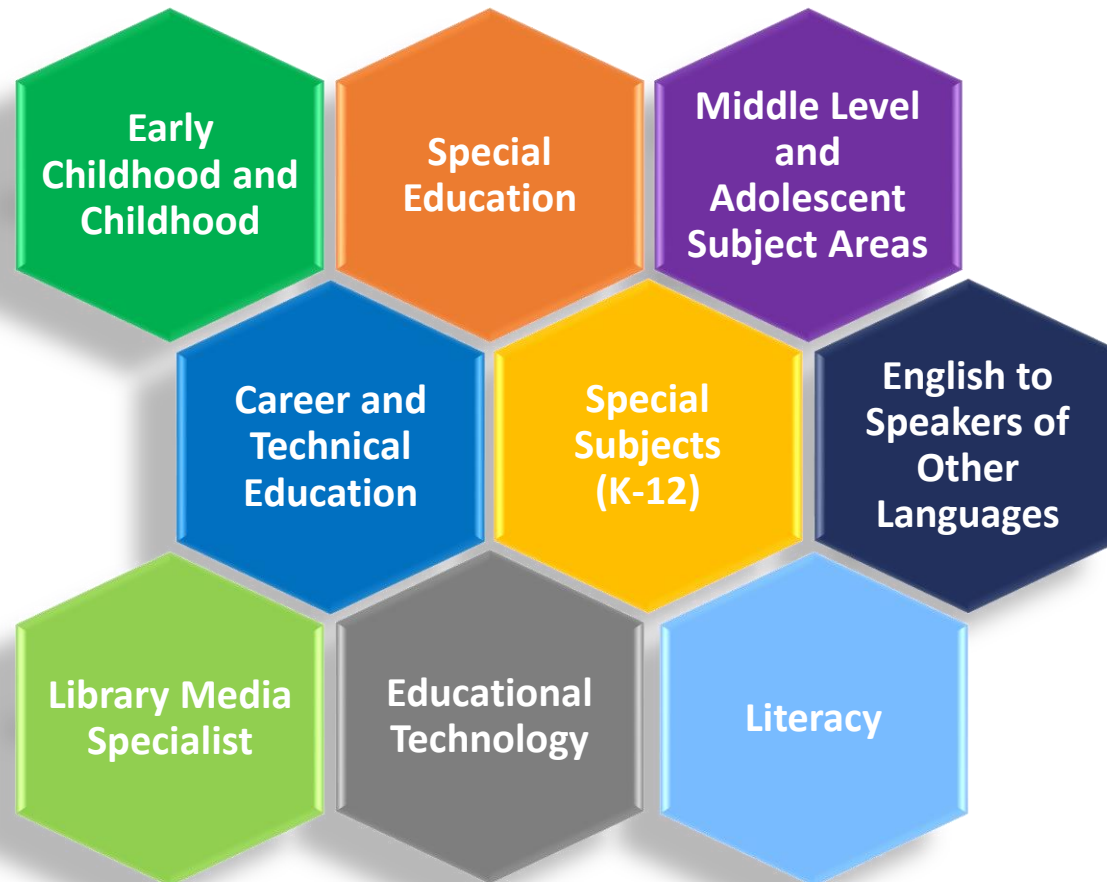 Early
Childhood and
Childhood
Special
Education
Middle Level
and
Adolescent
Subject Areas
Career and
Technical
Education
Special
Subjects
(K-12)
English to
Speakers of
Other
Languages
Library Media
Specialist
Educational
Technology
Literacy